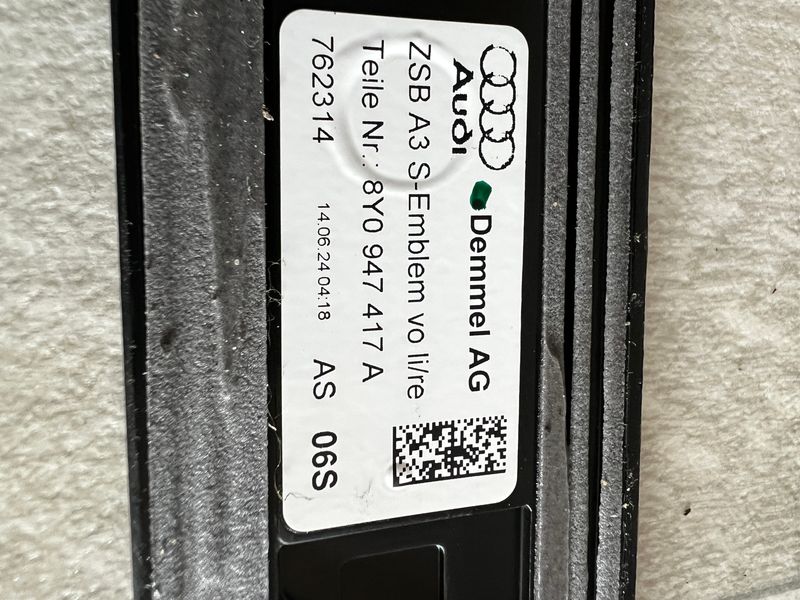 Audi
Demmel AG
ZSB A3 S-Emblem vo li/re
Teile Nr.: 8Y0 947 417 A
762314 14.06.24 04:18 AS 06S